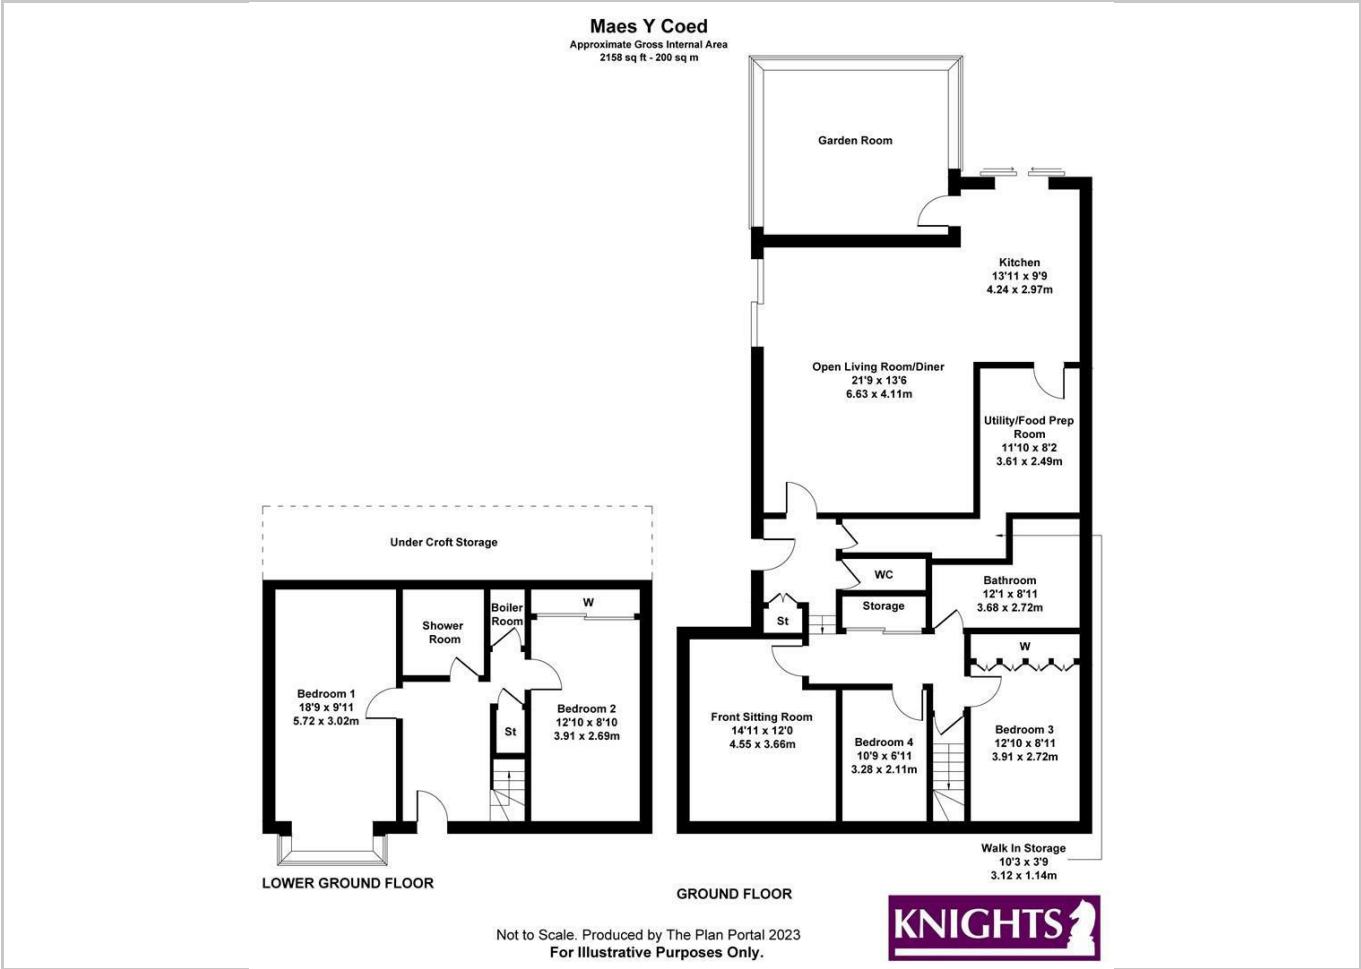 Maes Y Coed
Approximate Gross Internal Area
2158 sq ft - 200 sq m
Garden Room
Kitchen
13'11 x 9'9
4.24 x 2.97m
Open Living Room/Diner
21'9 x 13'6
6.63 x 4.11m
Utility/Food Prep
Room
11'10 x 8'2
3.61 x 2.49m
Under Croft Storage
WC
Bathroom
12'1 x 8'11
3.68 x 2.72m
Storage
St
W
Boiler
Room
Shower
Room
W
Bedroom 1
18'9 x 9'11
5.72 x 3.02m
Bedroom 2
12'10 x 8'10
3.91 x 2.69m
St
Front Sitting Room
14'11 x 12'0
4.55 x 3.66m
Bedroom 4
10'9 x 6'11
3.28 x 2.11m
Bedroom 3
12'10 x 8'11
3.91 x 2.72m
Walk In Storage
10'3 x 3'9
3.12 x 1.14m
LOWER GROUND FLOOR
GROUND FLOOR
KNIGHTS
Not to Scale. Produced by The Plan Portal 2023
For Illustrative Purposes Only.